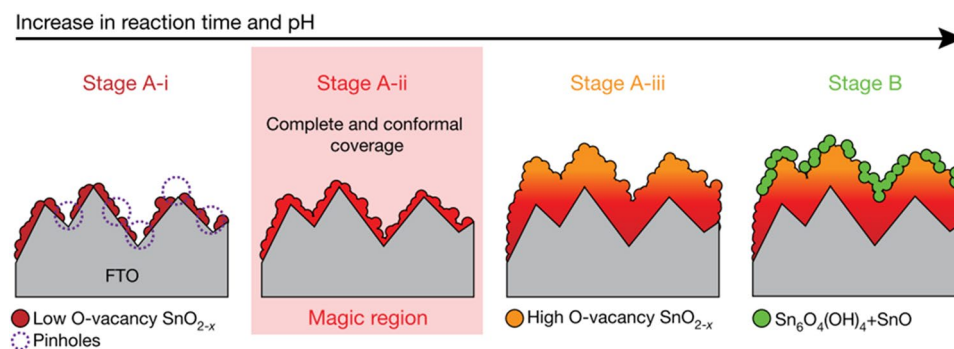 Increase in reaction time and pH
Stage A-i
Stage A-ii
Stage A-iii
Stage B
Complete and conformal
coverage
FTO
Low O-vacancy SnO₂₋ₓ
Pinholes
Magic region
High O-vacancy SnO₂₋ₓ
Sn₆O₄(OH)₄+SnO